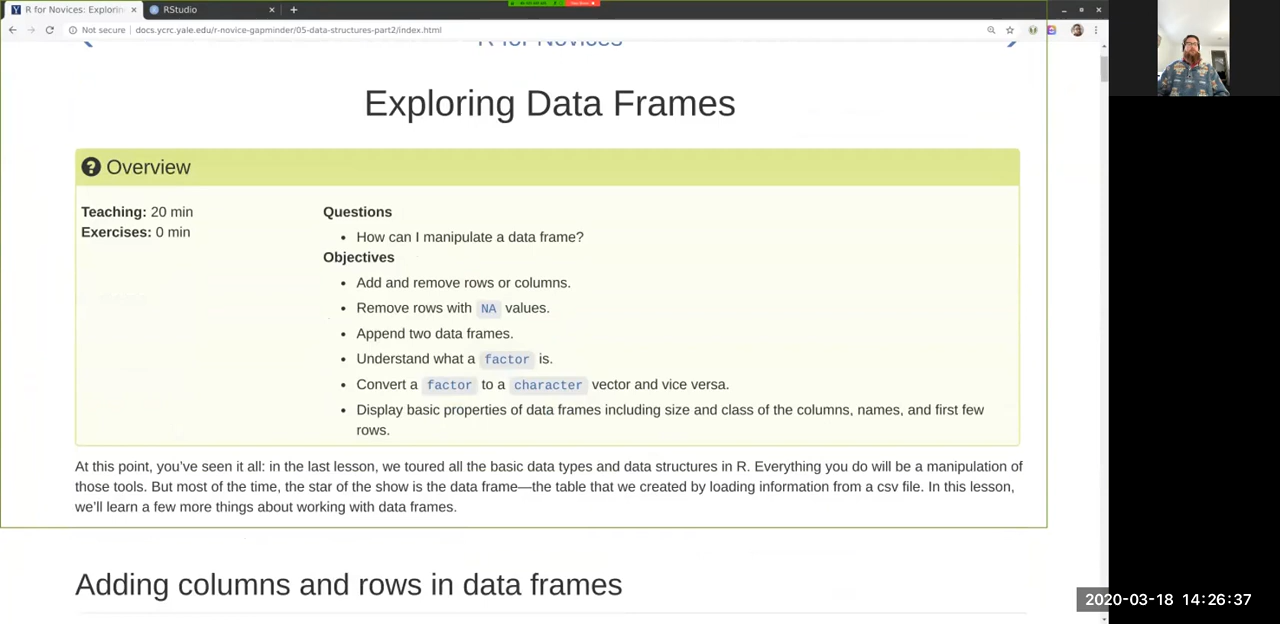 R for Novices: Explorin
RStudio
Not secure
docs.ycrc.yale.edu/r-novice-gapminder/05-data-structures-part2/index.html
R for Novices
Exploring Data Frames
Overview
Teaching: 20 min
Exercises: 0 min
Questions
How can I manipulate a data frame?
Objectives
Add and remove rows or columns.
Remove rows with NA values.
Append two data frames.
Understand what a factor is.
Convert a factor to a character vector and vice versa.
Display basic properties of data frames including size and class of the columns, names, and first few
rows.
At this point, you’ve seen it all: in the last lesson, we toured all the basic data types and data structures in R. Everything you do will be a manipulation of
those tools. But most of the time, the star of the show is the data frame—the table that we created by loading information from a csv file. In this lesson,
we’ll learn a few more things about working with data frames.
Adding columns and rows in data frames
2020-03-18 14:26:37